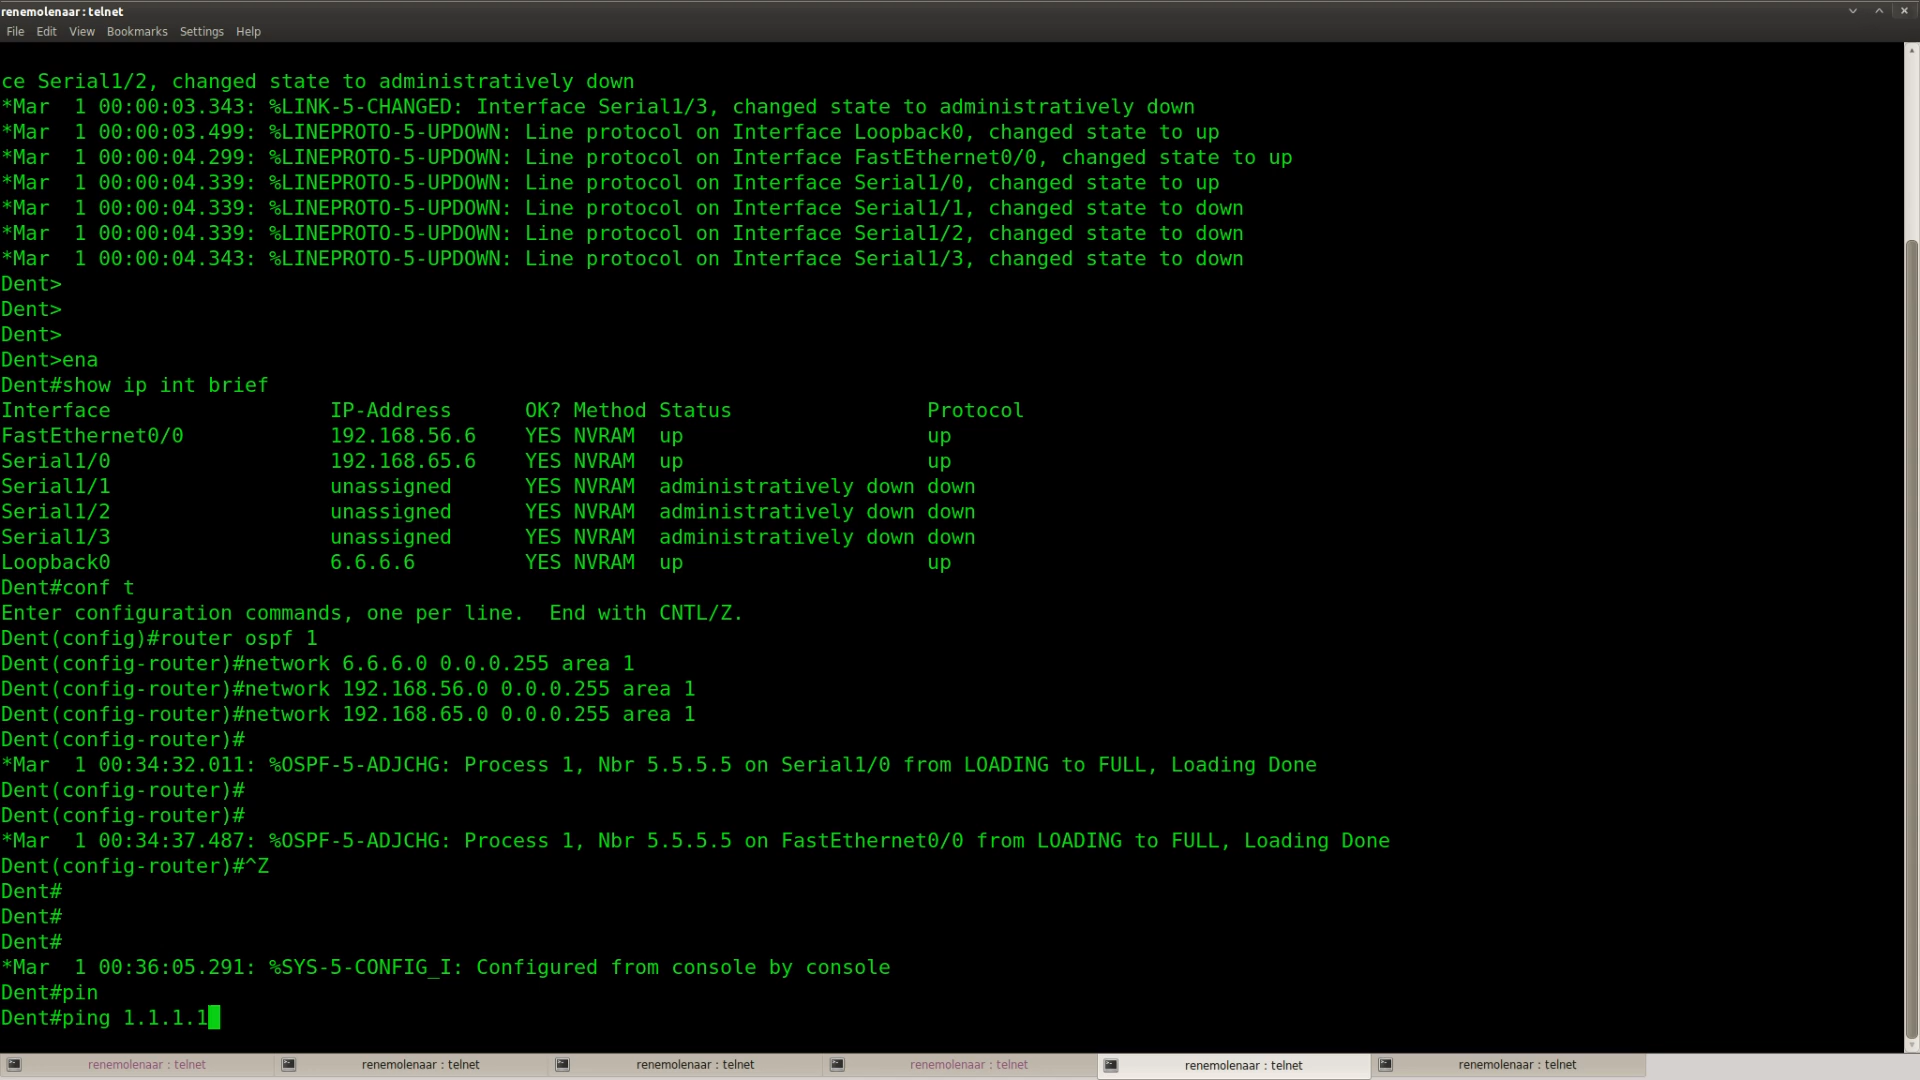 renemolenaar : telnet
File Edit View Bookmarks Settings Help
ce Serial1/2, changed state to administratively down
*Mar  1 00:00:03.343: %LINK-5-CHANGED: Interface Serial1/3, changed state to administratively down
*Mar  1 00:00:03.499: %LINEPROTO-5-UPDOWN: Line protocol on Interface Loopback0, changed state to up
*Mar  1 00:00:04.299: %LINEPROTO-5-UPDOWN: Line protocol on Interface FastEthernet0/0, changed state to up
*Mar  1 00:00:04.339: %LINEPROTO-5-UPDOWN: Line protocol on Interface Serial1/0, changed state to up
*Mar  1 00:00:04.339: %LINEPROTO-5-UPDOWN: Line protocol on Interface Serial1/1, changed state to down
*Mar  1 00:00:04.339: %LINEPROTO-5-UPDOWN: Line protocol on Interface Serial1/2, changed state to down
*Mar  1 00:00:04.343: %LINEPROTO-5-UPDOWN: Line protocol on Interface Serial1/3, changed state to down
Dent>
Dent>
Dent>
Dent>ena
Dent#show ip int brief
Interface                  IP-Address      OK? Method Status                Protocol
FastEthernet0/0            192.168.56.6    YES NVRAM  up                    up
Serial1/0                  192.168.65.6    YES NVRAM  up                    up
Serial1/1                  unassigned      YES NVRAM  administratively down down
Serial1/2                  unassigned      YES NVRAM  administratively down down
Serial1/3                  unassigned      YES NVRAM  administratively down down
Loopback0                  6.6.6.6         YES NVRAM  up                    up
Dent#conf t
Enter configuration commands, one per line.  End with CNTL/Z.
Dent(config)#router ospf 1
Dent(config-router)#network 6.6.6.0 0.0.0.255 area 1
Dent(config-router)#network 192.168.56.0 0.0.0.255 area 1
Dent(config-router)#network 192.168.65.0 0.0.0.255 area 1
Dent(config-router)#
*Mar  1 00:34:32.011: %OSPF-5-ADJCHG: Process 1, Nbr 5.5.5.5 on Serial1/0 from LOADING to FULL, Loading Done
Dent(config-router)#
Dent(config-router)#
*Mar  1 00:34:37.487: %OSPF-5-ADJCHG: Process 1, Nbr 5.5.5.5 on FastEthernet0/0 from LOADING to FULL, Loading Done
Dent(config-router)#^Z
Dent#
Dent#
Dent#
*Mar  1 00:36:05.291: %SYS-5-CONFIG_I: Configured from console by console
Dent#pin
Dent#ping 1.1.1.1
renemolenaar : telnet renemolenaar : telnet renemolenaar : telnet renemolenaar : telnet renemolenaar : telnet renemolenaar : telnet